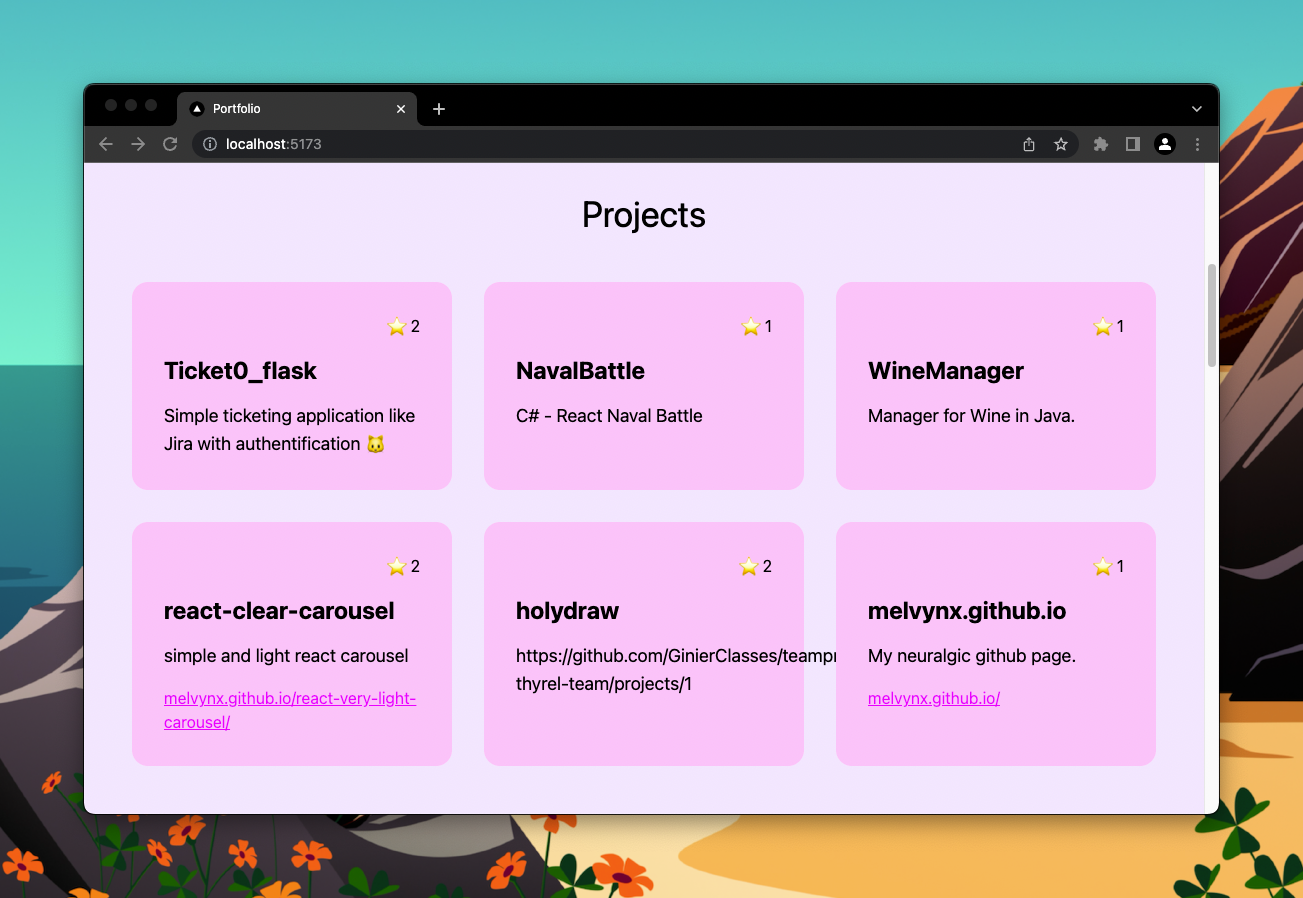 Portfolio
localhost:5173
Projects
2
Ticket0_flask
Simple ticketing application like
Jira with authentification 🐱
1
NavalBattle
C# - React Naval Battle
1
WineManager
Manager for Wine in Java.
2
react-clear-carousel
simple and light react carousel
melvynx.github.io/react-very-light-
carousel/
2
holydraw
https://github.com/GinierClasses/teampr
thyrel-team/projects/1
1
melvynx.github.io
My neuralgic github page.
melvynx.github.io/